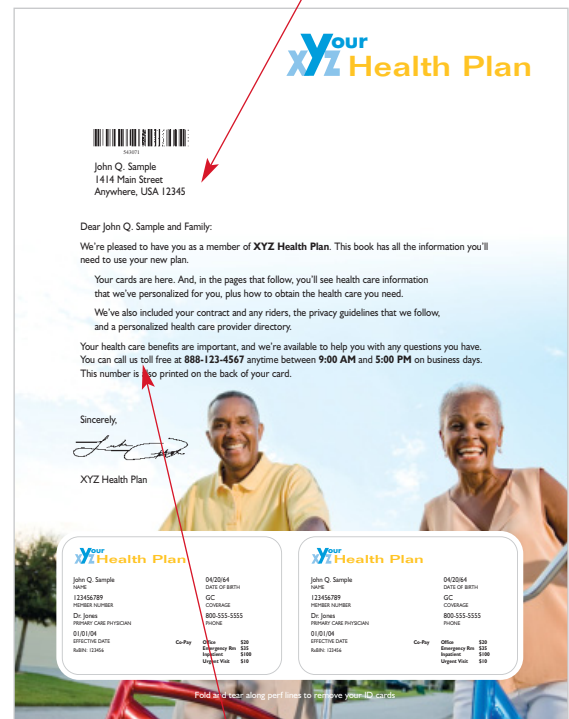 Your
XYZ Health Plan
543071
John Q. Sample
1414 Main Street
Anywhere, USA 12345
Dear John Q. Sample and Family:
We're pleased to have you as a member of XYZ Health Plan. This book has all the information you'll
need to use your new plan.
Your cards are here. And, in the pages that follow, you'll see health care information
that we've personalized for you, plus how to obtain the health care you need.
We've also included your contract and any riders, the privacy guidelines that we follow,
and a personalized health care provider directory.
Your health care benefits are important, and we're available to help you with any questions you have.
You can call us toll free at 888-123-4567 anytime between 9:00 AM and 5:00 PM on business days.
This number is also printed on the back of your card.
Sincerely,
XYZ Health Plan
Your
XYZ Health Plan
John Q. Sample 04/20/64
NAME DATE OF BIRTH
123456789 GC
MEMBER NUMBER COVERAGE
Dr. Jones 800-555-5555
PRIMARY CARE PHYSICIAN PHONE
01/01/04
EFFECTIVE DATE Co-Pay Office $20
RxBIN: 123456 Emergency Rm $35
Inpatient $100
Urgent Visit $10
Your
XYZ Health Plan
John Q. Sample 04/20/64
NAME DATE OF BIRTH
123456789 GC
MEMBER NUMBER COVERAGE
Dr. Jones 800-555-5555
PRIMARY CARE PHYSICIAN PHONE
01/01/04
EFFECTIVE DATE Co-Pay Office $20
RxBIN: 123456 Emergency Rm $35
Inpatient $100
Urgent Visit $10
Fold and tear along perf lines to remove your ID cards